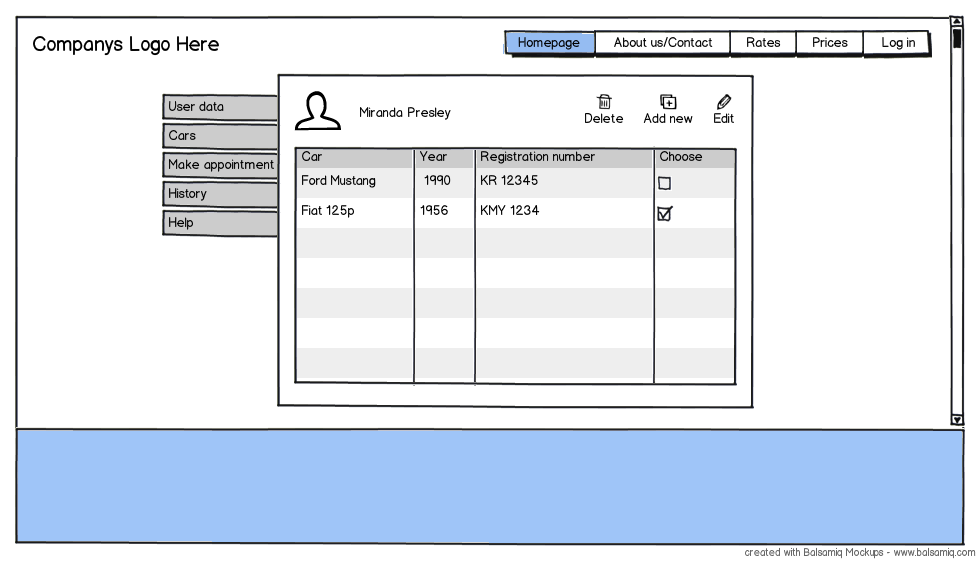 Companys Logo Here
Homepage About us/Contact Rates Prices Log in
User data
Cars
Make appointment
History
Help
Miranda Presley
Delete Add new Edit
Car Year Registration number Choose
Ford Mustang 1990 KR 12345
Fiat 125p 1956 KMY 1234
created with Balsamiq Mockups - www.balsamiq.com